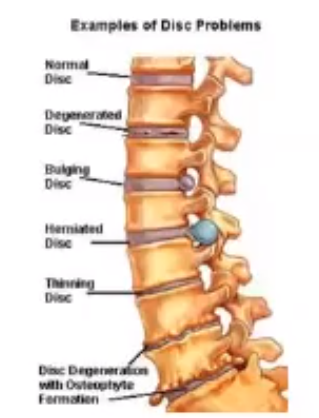 Examples of Disc Problems
Normal
Disc
Degenerated
Disc
Bulging
Disc
Herniated
Disc
Thinning
Disc
Disc Degeneration
with Osteophyte
Formation